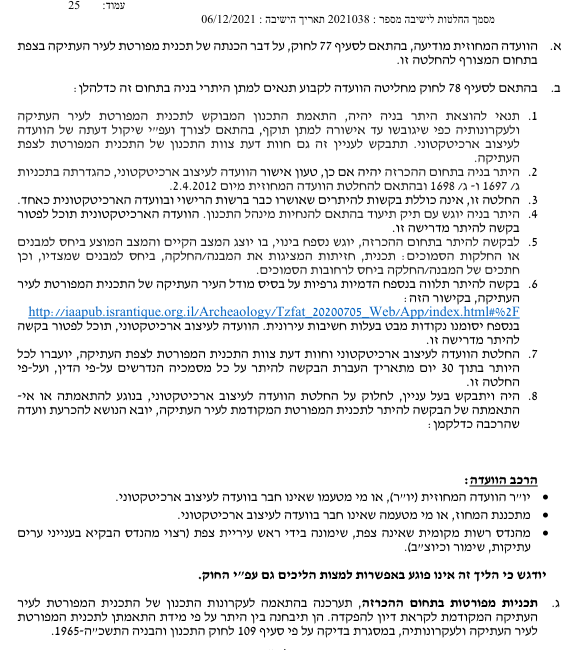 עמוד: 25
מסמך החלטות לישיבה מספר : 2021038 תאריך הישיבה : 06/12/2021
א. הוועדה המחוזית מודיעה, בהתאם לסעיף 77 לחוק, על דבר הכנתה של תכנית מפורטת לעיר העתיקה בצפת
בתחום המצורף להחלטה זו.
ב. בהתאם לסעיף 78 לחוק מחליטה הוועדה לקבוע תנאים למתן היתרי בניה בתחום זה כדלהלן:
1. תנאי להוצאת היתר בניה יהיה, התאמת התכנון המבוקש לתכנית המפורטת לעיר העתיקה
ולעקרונותיה כפי שיגובשו עד אישורה למתן תוקף, בהתאם לצורך ועפ״י שיקול דעתה של הוועדה
לעיצוב ארכיטקטוני. תתבקש לעניין זה גם חוות דעת צוות התכנון של התכנית המפורטת לצפת
העתיקה.
2. היתר בניה בתחום ההכרזה יהיה אם כן, טעון אישור הוועדה לעיצוב ארכיטקטוני, כהגדרתה בתכניות
ג/ 1697 ו- ג/ 1698 ובהתאם להחלטת הוועדה המחוזית מיום 2.4.2012.
3. החלטה זו, אינה כוללת בקשות להיתרים שאושרו כבר ברשות הרישוי ובוועדה הארכיטקטונית כאחד.
4. היתר בניה יוגש עם תיק תיעוד בהתאם להנחיות מינהל התכנון. הוועדה הארכיטקטונית תוכל לפטור
בקשה להיתר מדרישה זו.
5. לבקשה להיתר בתחום ההכרזה, יוגש נספח בינוי, בו יוצג המצב הקיים והמצב המוצע ביחס למבנים
או החלקות הסמוכים: תכנית, חזיתות המציגות את המבנה/החלקה, ביחס למבנים שמצדיו, וכן
חתכים של המבנה/החלקה ביחס לרחובות הסמוכים.
6. בקשה להיתר תלווה בנספח הדמיות גרפיות על בסיס מודל העיר העתיקה של התכנית המפורטת לעיר
העתיקה, בקישור הזה:
http://iaapub.israntique.org.il/Archeaology/Tzfat_20200705_Web/App/index.html#%2F
בנספח יסומנו נקודות מבט בעלות חשיבות עירונית. הוועדה לעיצוב ארכיטקטוני, תוכל לפטור בקשה
להיתר מדרישה זו.
7. החלטת הוועדה לעיצוב ארכיטקטוני וחוות דעת צוות התכנית המפורטת לצפת העתיקה, יועברו לכל
היותר בתוך 30 יום מתאריך העברת הבקשה להיתר על כל מסמכיה הנדרשים על-פי הדין, ועל-פי
החלטה זו.
8. היה ויתבקש בעל עניין, לחלוק על החלטת הוועדה לעיצוב ארכיטקטוני, בנוגע להתאמתה או אי-
התאמתה של הבקשה להיתר לתכנית המפורטת המקודמת לעיר העתיקה, יובא הנושא להכרעת וועדה
שהרכבה כדלקמן:
הרכב הוועדה:
• יו״ר הוועדה המחוזית (יו״ר), או מי מטעמו שאינו חבר בוועדה לעיצוב ארכיטקטוני.
• מתכננת המחוז, או מי מטעמה שאינו חבר בוועדה לעיצוב ארכיטקטוני.
• מהנדס רשות מקומית שאינה צפת, שימונה בידי ראש עיריית צפת (רצוי מהנדס הבקיא בענייני ערים
עתיקות, שימור וכיוצ״ב).
יודגש כי הליך זה אינו פוגע באפשרות למצות הליכים גם עפ״י החוק.
ג. תכניות מפורטות בתחום ההכרזה, תערכנה בהתאמה לעקרונות התכנון של התכנית המפורטת לעיר
העתיקה המקודמת לקראת דיון להפקדה. הן תיבחנה בין היתר על פי מידת התאמתן לתכנית המפורטת
לעיר העתיקה ולעקרונותיה, במסגרת בדיקה על פי סעיף 109 לחוק התכנון והבניה התשכ״ה-1965.